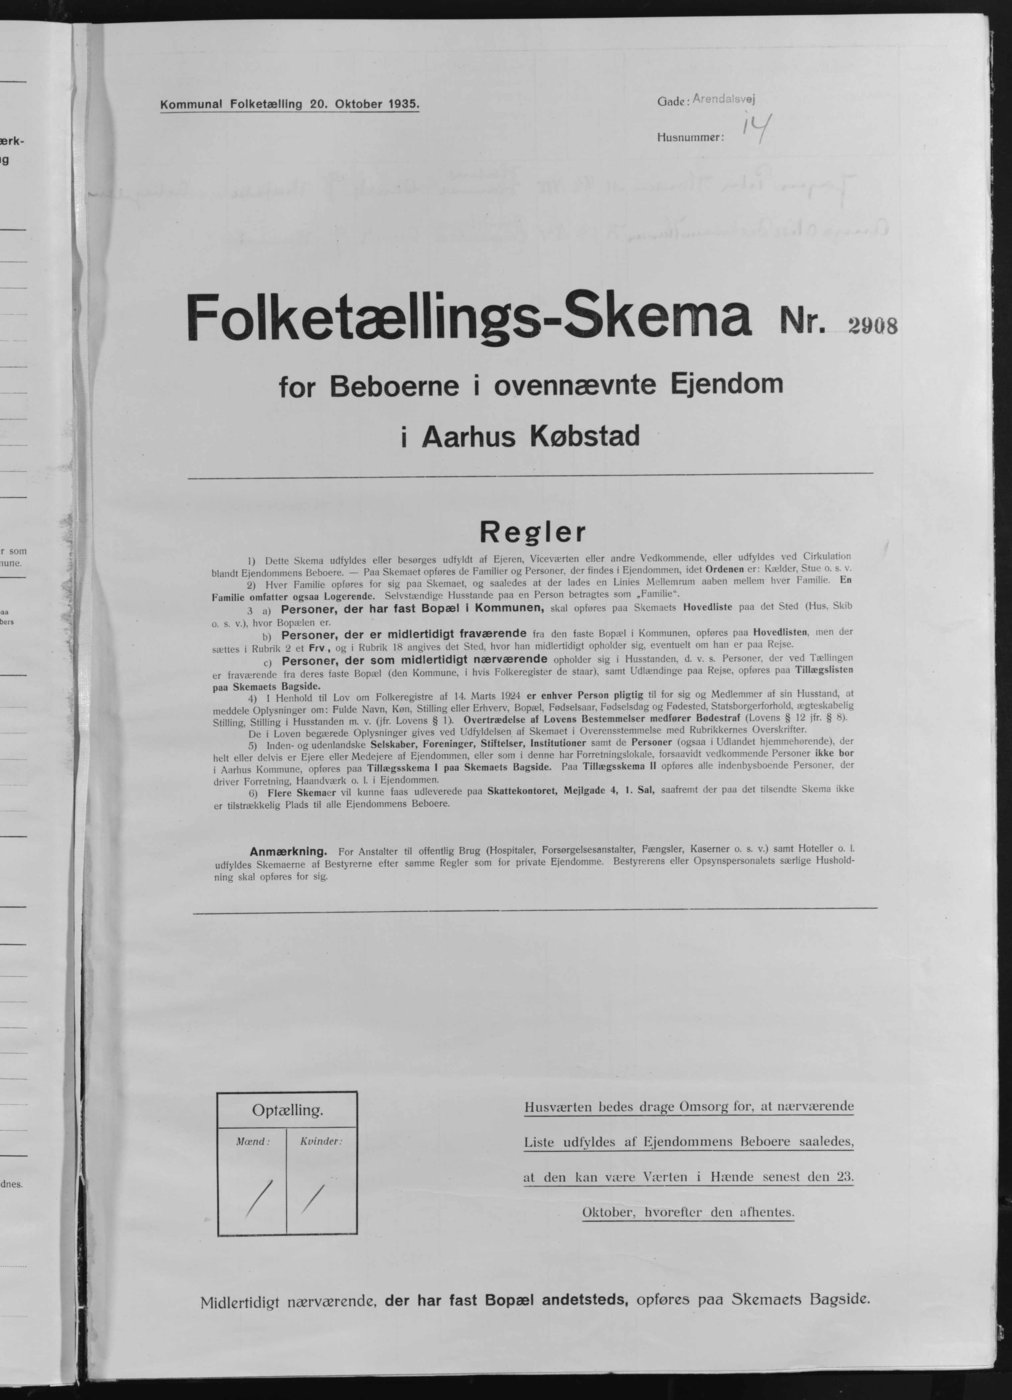 Kommunal Folketælling 20. Oktober 1935.
Gade: Arendalsvej
Husnummer: 14
Folketællings-Skema Nr. 2908
for Beboerne i ovennævnte Ejendom
i Aarhus Købstad
Regler
1) Dette Skema udfyldes eller besørges udfyldt af Ejeren, Viceværten eller andre Vedkommende, eller udfyldes ved Cirkulation
blandt Ejendommens Beboere. — Paa Skemaet opføres de Familier og Personer, der findes i Ejendommen, idet Ordenen er: Kælder, Stue o. s. v.
2) Hver Familie opføres for sig paa Skemaet, og saaledes at der lades en Linies Mellemrum aaben mellem hver Familie. En
Familie omfatter ogsaa Logerende. Selvstændige Husstande paa en Person betragtes som „Familie".
3 a) Personer, der har fast Bopæl i Kommunen, skal opføres paa Skemaets Hovedliste paa det Sted (Hus, Skib
o. s. v.), hvor Bopælen er.
b) Personer, der er midlertidigt fraværende fra den faste Bopæl i Kommunen, opføres paa Hovedlisten, men der
sættes i Rubrik 2 et Frv., og i Rubrik 18 angives det Sted, hvor han midlertidigt opholder sig, eventuelt om han er paa Rejse.
c) Personer, der som midlertidigt nærværende opholder sig i Husstanden, d. v. s. Personer, der ved Tællingen
er fraværende fra deres faste Bopæl (den Kommune, i hvis Folkeregister de staar), samt Udlændinge paa Rejse, opføres paa Tillægslisten
paa Skemaets Bagside.
4) I Henhold til Lov om Folkeregistre af 14. Marts 1924 er enhver Person pligtig til for sig og Medlemmer af sin Husstand, at
meddele Oplysninger om: Fulde Navn, Køn, Stilling eller Erhverv, Bopæl, Fødselsaar, Fødselsdag og Fødested, Statsborgerforhold, ægteskabelig
Stilling, Stilling i Husstanden m. v. (jfr. Lovens § 1). Overtrædelse af Lovens Bestemmelser medfører Bødestraf (Lovens § 12 jfr. § 8).
De i Loven begærede Oplysninger gives ved Udfyldelsen af Skemaet i Overensstemmelse med Rubrikkernes Overskrifter.
5) Inden- og udenlandske Selskaber, Foreninger, Stiftelser, Institutioner samt de Personer (ogsaa i Udlandet hjemmehørende), der
helt eller delvis er Ejere eller Medejere af Ejendommen, eller som i denne har Forretningslokale, forsaavidt vedkommende Personer ikke bor
i Aarhus Kommune, opføres paa Tillægsskema I paa Skemaets Bagside. Paa Tillægsskema II opføres alle indenbysboende Personer, der
driver Forretning, Haandværk o. l. i Ejendommen.
6) Flere Skemaer vil kunne faas udleverede paa Skattekontoret, Mejlgade 4, 1. Sal, saafremt der paa det tilsendte Skema ikke
er tilstrækkelig Plads til alle Ejendommens Beboere.
Anmærkning. For Anstalter til offentlig Brug (Hospitaler, Forsørgelsesanstalter, Fængsler, Kaserner o. s. v.) samt Hoteller o. l.
udfyldes Skemaerne af Bestyrerne efter samme Regler som for private Ejendomme. Bestyrerens eller Opsynspersonalets særlige Hushold-
ning skal opføres for sig.
Optælling.
Mænd: Kvinder:
1 1
Husværten bedes drage Omsorg for, at nærværende
Liste udfyldes af Ejendommens Beboere saaledes,
at den kan være Værten i Hænde senest den 23.
Oktober, hvorefter den afhentes.
Midlertidigt nærværende, der har fast Bopæl andetsteds, opføres paa Skemaets Bagside.